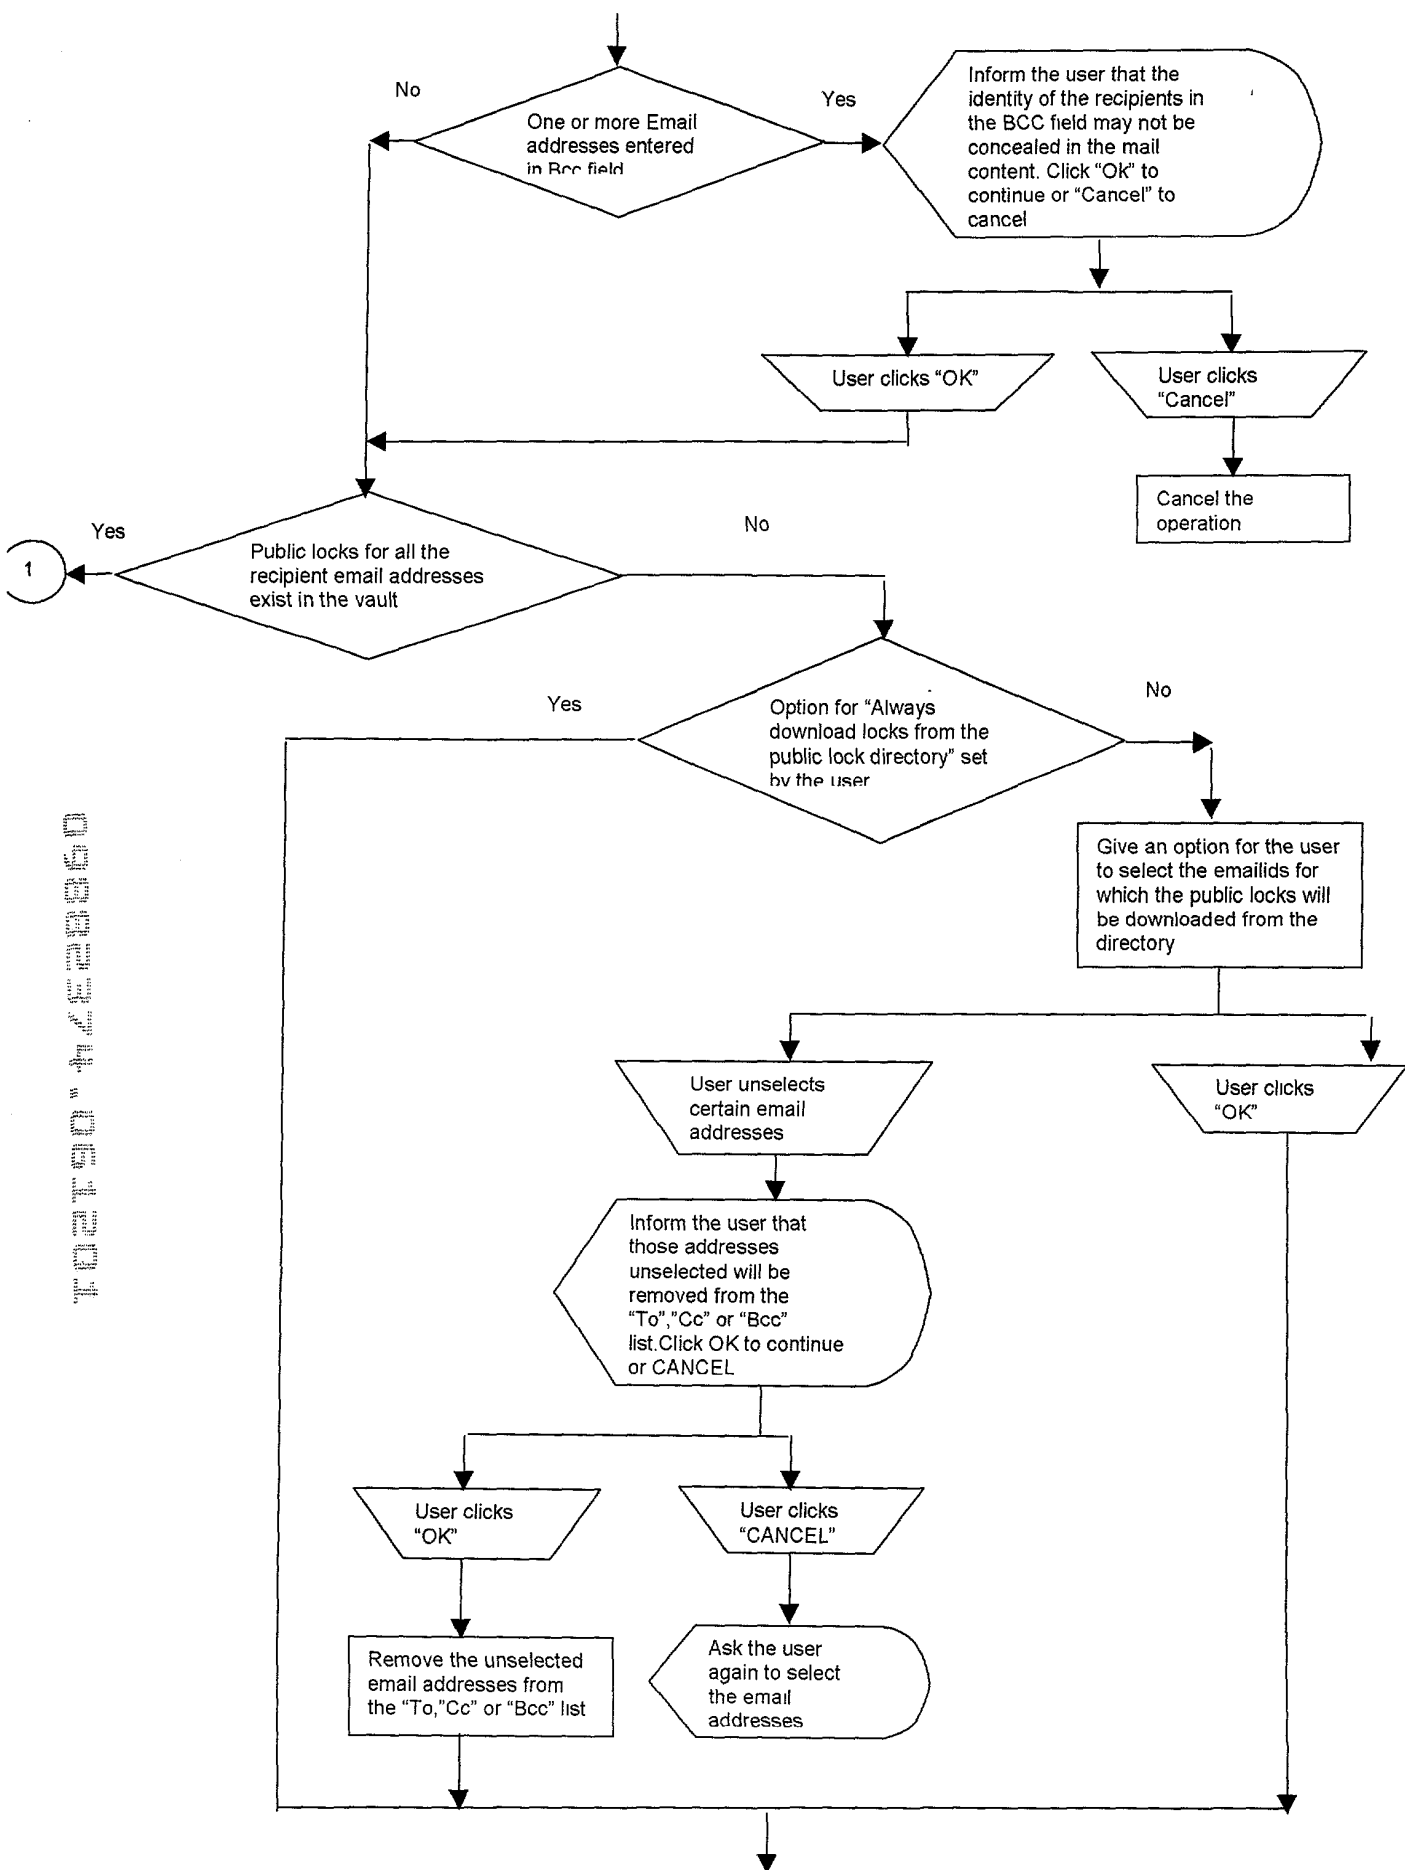 No
Yes
One or more Email
addresses entered
in Bcc field
Inform the user that the
identity of the recipients in
the BCC field may not be
concealed in the mail
content. Click “Ok” to
continue or “Cancel” to
cancel
User clicks “OK”
User clicks
“Cancel”
Cancel the
operation
Yes
No
1
Public locks for all the
recipient email addresses
exist in the vault
Yes
No
Option for “Always
download locks from the
public lock directory” set
by the user
Give an option for the user
to select the emailids for
which the public locks will
be downloaded from the
directory
User unselects
certain email
addresses
User clicks
“OK”
Inform the user that
those addresses
unselected will be
removed from the
“To”,”Cc” or “Bcc”
list.Click OK to continue
or CANCEL
User clicks
“OK”
User clicks
“CANCEL”
Remove the unselected
email addresses from
the “To,”Cc” or “Bcc” list
Ask the user
again to select
the email
addresses
09882374.061201